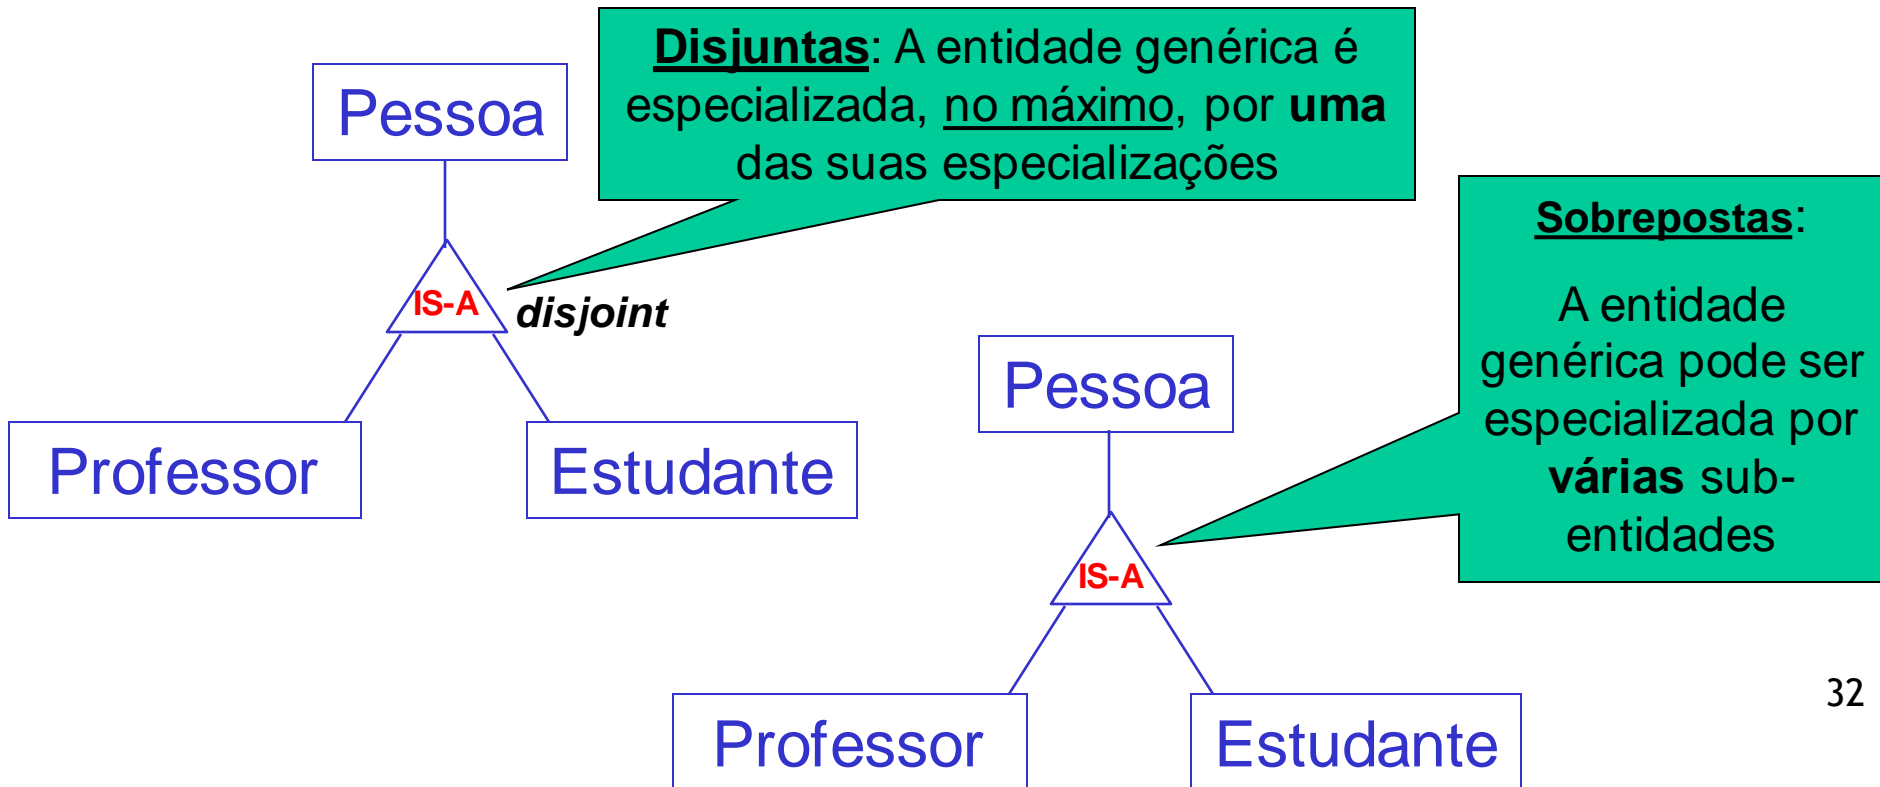 Disjuntas: A entidade genérica é
especializada, no máximo, por uma
das suas especializações
Pessoa
IS-A
disjoint
Professor
Estudante
Sobrepostas:
A entidade
genérica pode ser
especializada por
várias sub-
entidades
Pessoa
IS-A
Professor
Estudante
32